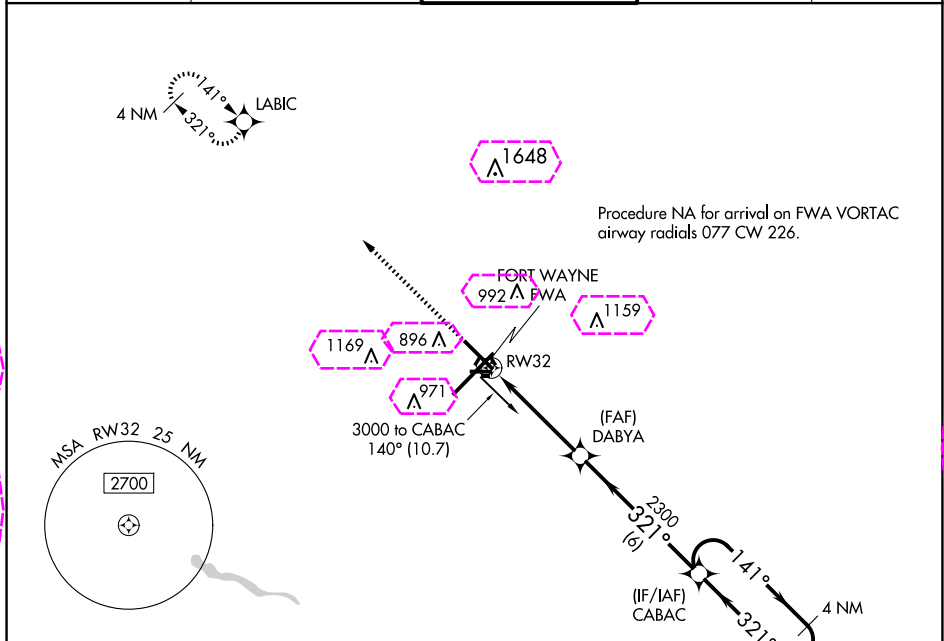 141°
LABIC
4 NM
321°
1648
Procedure NA for arrival on FWA VORTAC
airway radials 077 CW 226.
FORT WAYNE
992
FWA
1159
1169
896
RW32
971
3000 to CABAC
140° (10.7)
(FAF)
DABYA
MSA RW32 25 NM
2700
2300
321°
(6)
141°
(IF/IAF)
CABAC
4 NM
321°